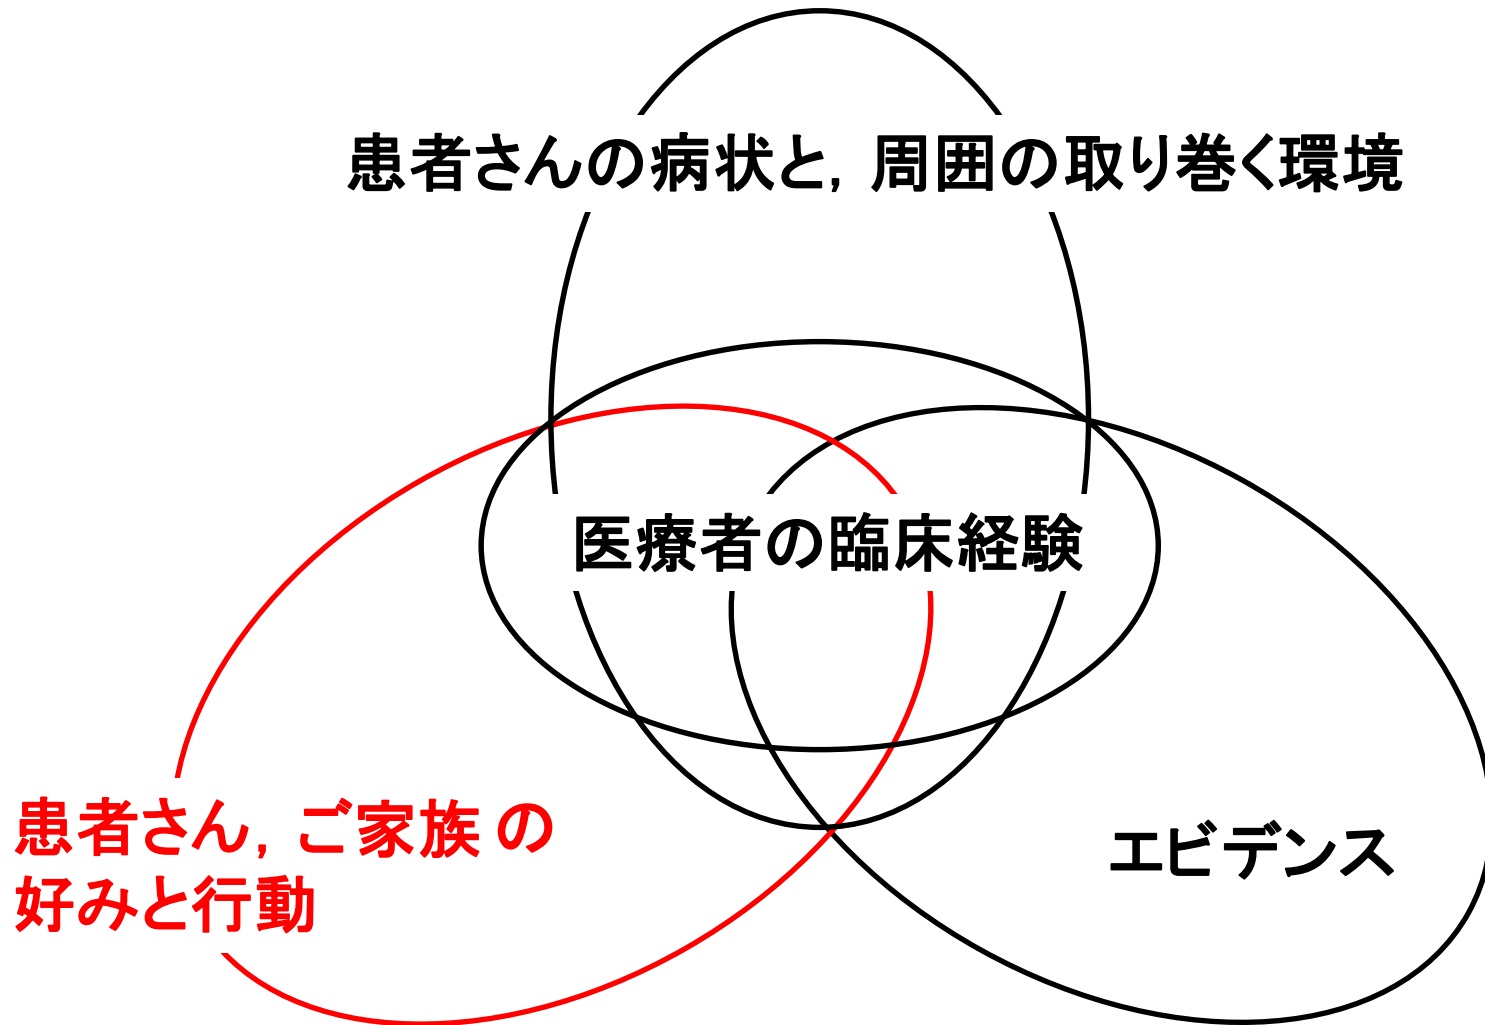 患者さんの病状と，周囲の取り巻く環境
医療者の臨床経験
患者さん，ご家族 の
好みと行動
エビデンス